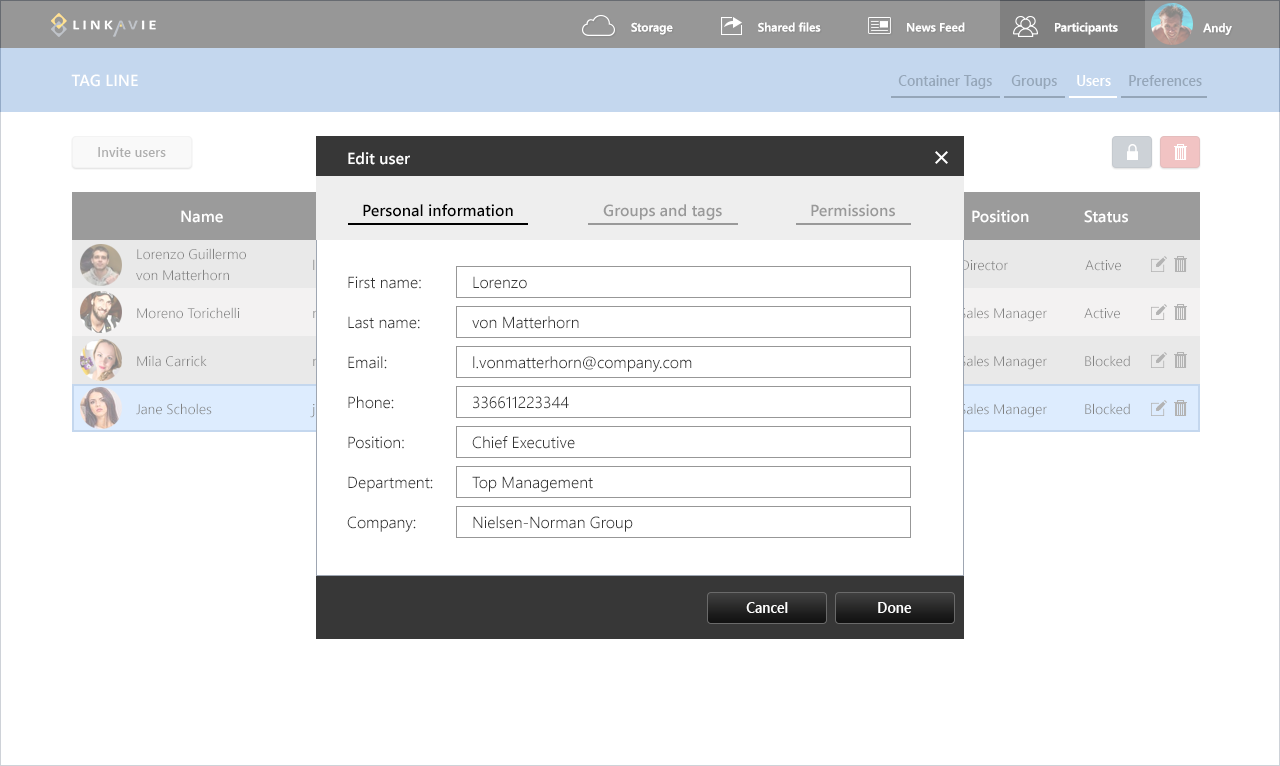 LINKAVIE
Storage
Shared files
News Feed
Participants
Andy
TAG LINE
Container Tags
Groups
Users
Preferences
Invite users
Edit user
Personal information
Groups and tags
Permissions
Name
Position
Status
Lorenzo Guillermo
von Matterhorn
Director
Active
Moreno Torichelli
Sales Manager
Active
Mila Carrick
Sales Manager
Blocked
Jane Scholes
j
Sales Manager
Blocked
First name:
Lorenzo
Last name:
von Matterhorn
Email:
l.vonmatterhorn@company.com
Phone:
336611223344
Position:
Chief Executive
Department:
Top Management
Company:
Nielsen-Norman Group
Cancel
Done